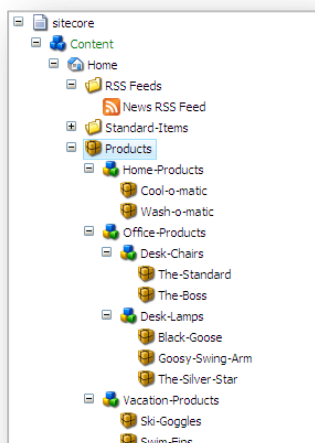 sitecore
Content
Home
RSS Feeds
News RSS Feed
Standard-Items
Products
Home-Products
Cool-o-matic
Wash-o-matic
Office-Products
Desk-Chairs
The-Standard
The-Boss
Desk-Lamps
Black-Goose
Goosy-Swing-Arm
The-Silver-Star
Vacation-Products
Ski-Goggles
Swim-Fins